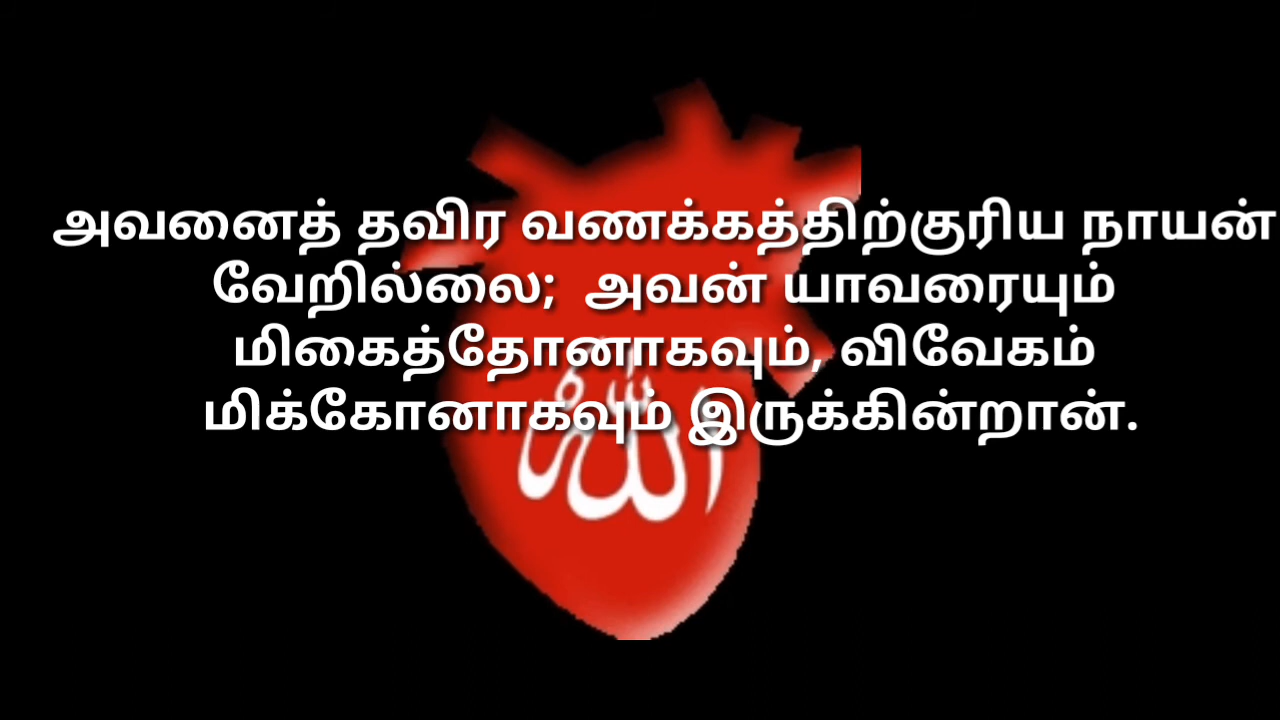 அவனைத் தவிர வணக்கத்திற்குரிய நாயன்
வேறில்லை;  அவன் யாவரையும்
மிகைத்தோனாகவும், விவேகம்
மிக்கோனாகவும் இருக்கின்றான்.
الله